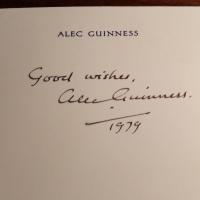 ALEC GUINNESS
Good wishes,
Alec Guinness.
1979